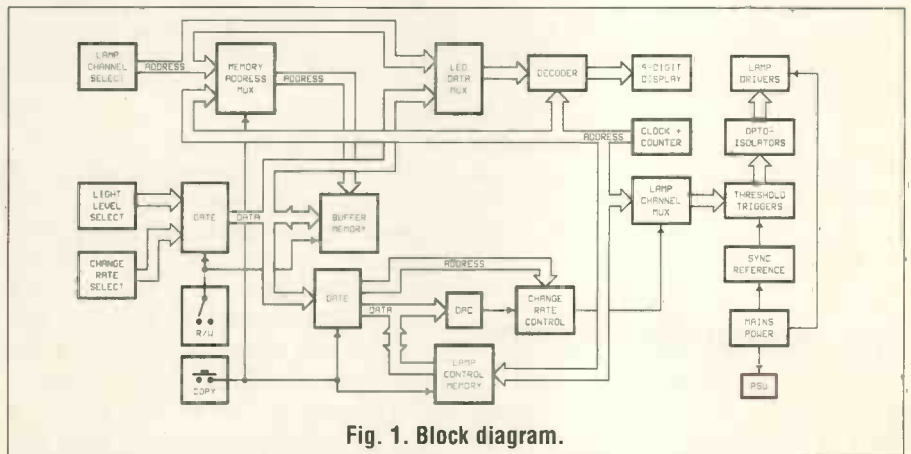 LAMP
CHANNEL
SELECT
ADDRESS
MEMORY
ADDRESS
MUX
ADDRESS
LED
DATA
MUX
DECODER
4-DIGIT
DISPLAY
LAMP
DRIVERS
OPTO-
ISOLATORS
ADDRESS
CLOCK +
COUNTER
LIGHT
LEVEL
SELECT
GATE
DATA
BUFFER
MEMORY
LAMP
CHANNEL
MUX
THRESHOLD
TRIGGERS
CHANGE
RATE
SELECT
ADDRESS
GATE
DATA
DAC
CHANGE
RATE
CONTROL
SYNC
REFERENCE
R/W
MAINS
POWER
COPY
LAMP
CONTROL
MEMORY
PSU
Fig. 1. Block diagram.